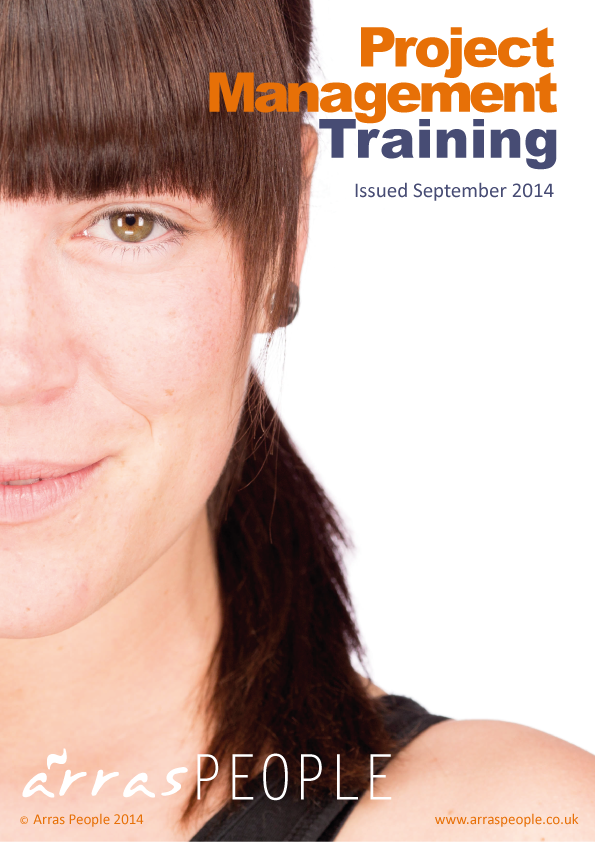 Project
Management
Training
Issued September 2014
arrasPEOPLE
© Arras People 2014
www.arraspeople.co.uk